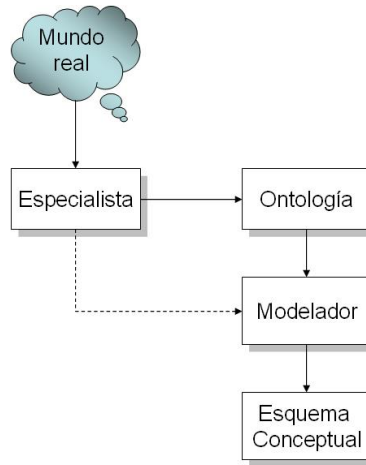 Mundo
real
Especialista
Ontología
Modelador
Esquema
Conceptual